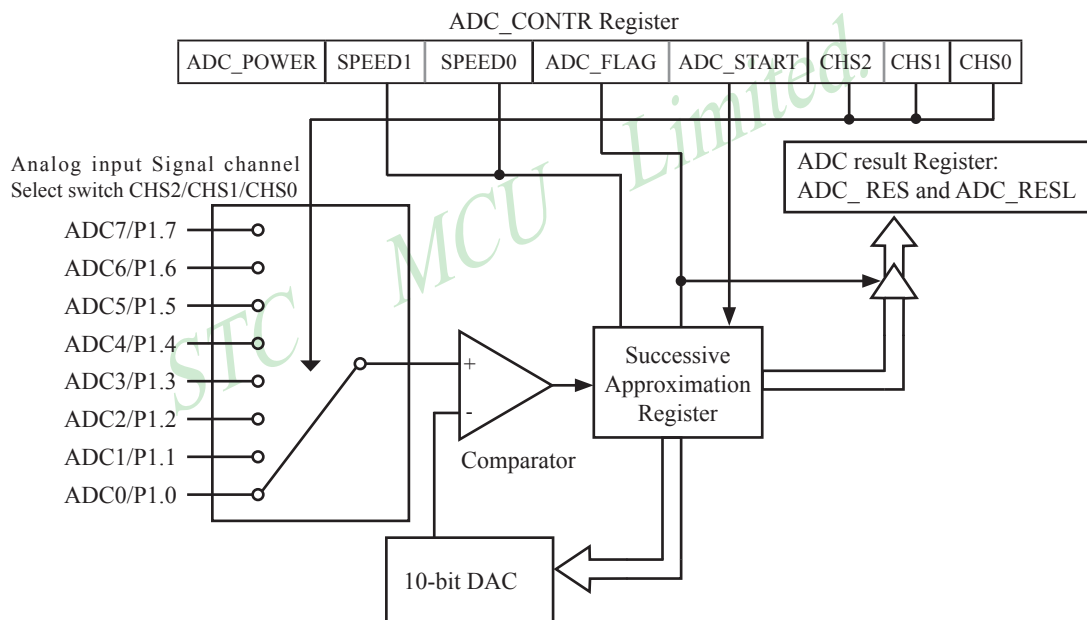 ADC_CONTR Register
ADC_POWER SPEED1 SPEED0 ADC_FLAG ADC_START CHS2 CHS1 CHS0
Analog input Signal channel
Select switch CHS2/CHS1/CHS0
ADC result Register:
ADC_ RES and ADC_RESL
ADC7/P1.7
ADC6/P1.6
ADC5/P1.5
ADC4/P1.4
ADC3/P1.3
ADC2/P1.2
ADC1/P1.1
ADC0/P1.0
+
-
Comparator
Successive
Approximation
Register
10-bit DAC
STC MCU Limited.